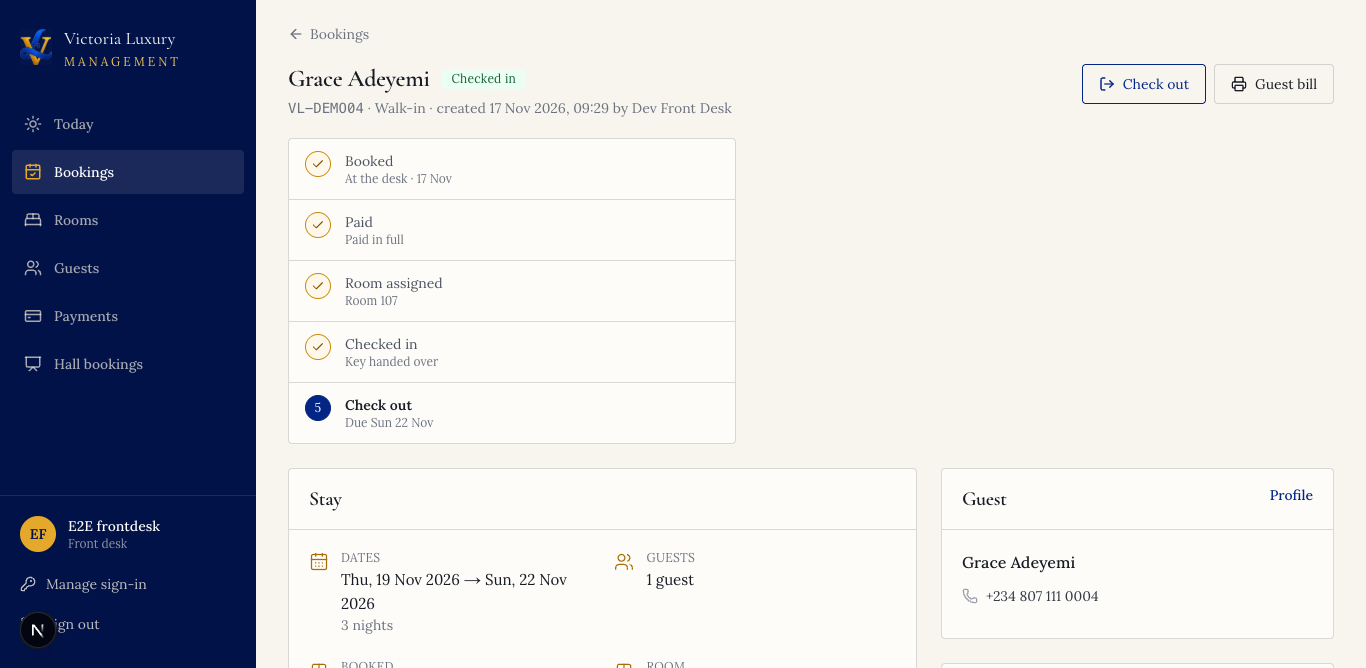 Victoria Luxury
MANAGEMENT
Today
Bookings
Rooms
Guests
Payments
Hall bookings
EF
E2E frontdesk
Front desk
Manage sign-in
N
gn out
Bookings
Grace Adeyemi
Checked in
VL-DEMO04 · Walk-in · created 17 Nov 2026, 09:29 by Dev Front Desk
Check out
Guest bill
Booked
At the desk · 17 Nov
Paid
Paid in full
Room assigned
Room 107
Checked in
Key handed over
5
Check out
Due Sun 22 Nov
Stay
DATES
Thu, 19 Nov 2026 → Sun, 22 Nov
2026
3 nights
GUESTS
1 guest
BOOKED
ROOM
Guest
Profile
Grace Adeyemi
+234 807 111 0004